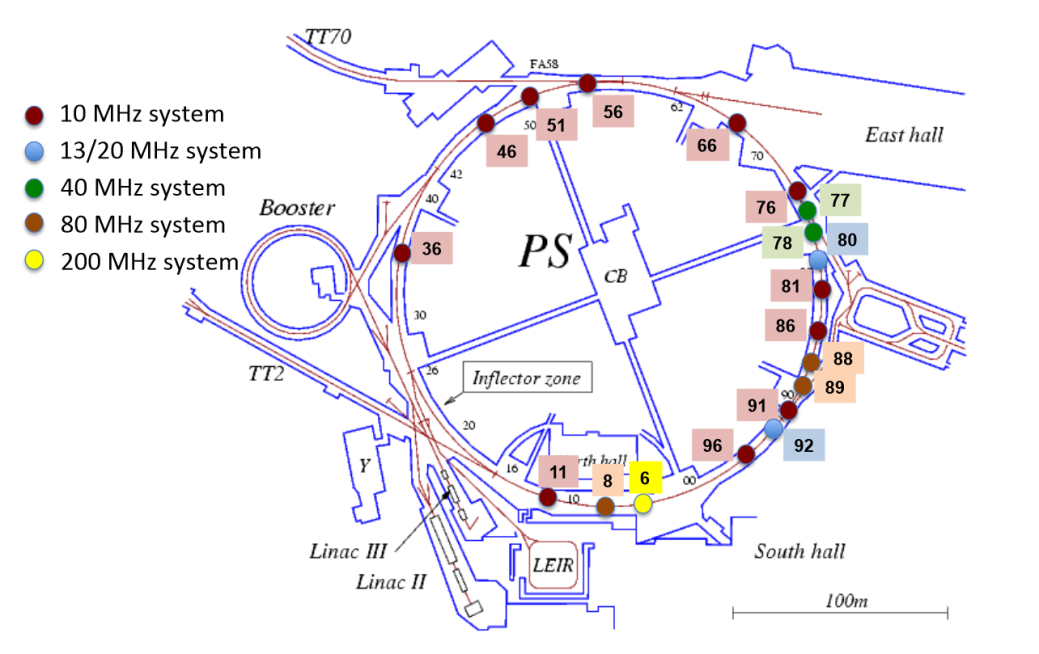 TT70
10 MHz system
13/20 MHz system
40 MHz system
80 MHz system
200 MHz system
FA58
56
50
51
46
62
66
70
East hall
42
40
Booster
36
PS
CB
76
77
78
80
81
86
88
89
90
91
92
96
30
TT2
26
Inflector zone
20
16
11
10
8
6
00
Y
Linac III
Linac II
LEIR
South hall
100m